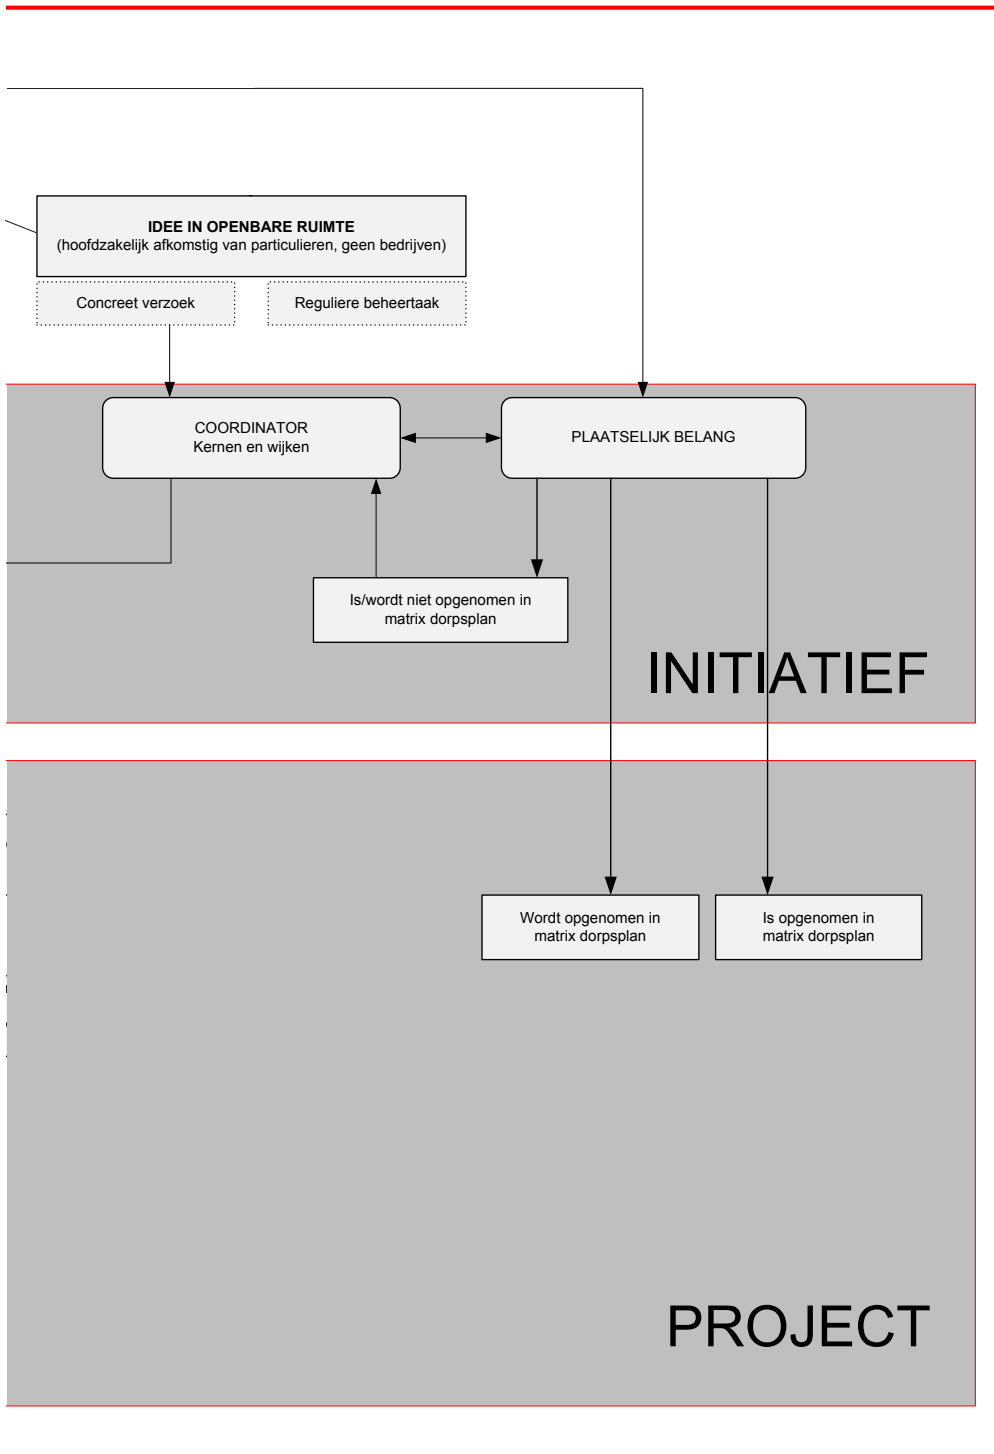 IDEE IN OPENBARE RUIMTE
(hoofdzakelijk afkomstig van particulieren, geen bedrijven)
Concreet verzoek
Reguliere beheertaak
COORDINATOR
Kernen en wijken
PLAATSELIJK BELANG
Is/wordt niet opgenomen in
matrix dorpsplan
INITIATIEF
Wordt opgenomen in
matrix dorpsplan
Is opgenomen in
matrix dorpsplan
PROJECT